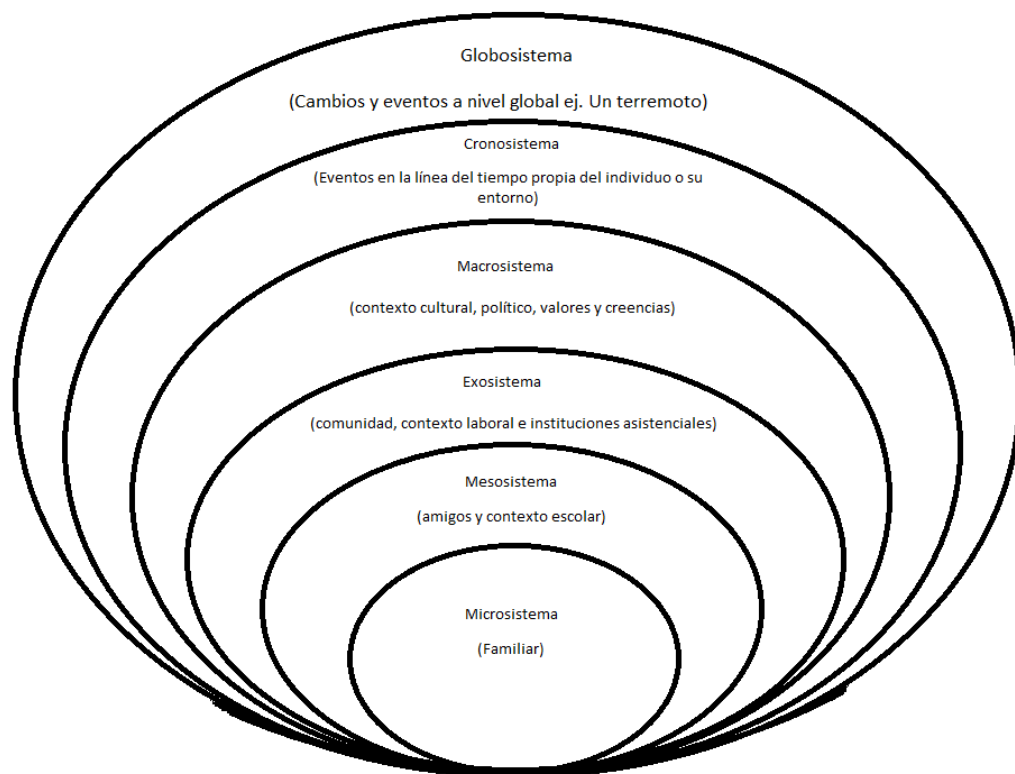 Globosistema
(Cambios y eventos a nivel global ej. Un terremoto)
Cronosistema
(Eventos en la línea del tiempo propia del individuo o su
entorno)
Macrosistema
(contexto cultural, político, valores y creencias)
Exosistema
(comunidad, contexto laboral e instituciones asistenciales)
Mesosistema
(amigos y contexto escolar)
Microsistema
(Familiar)